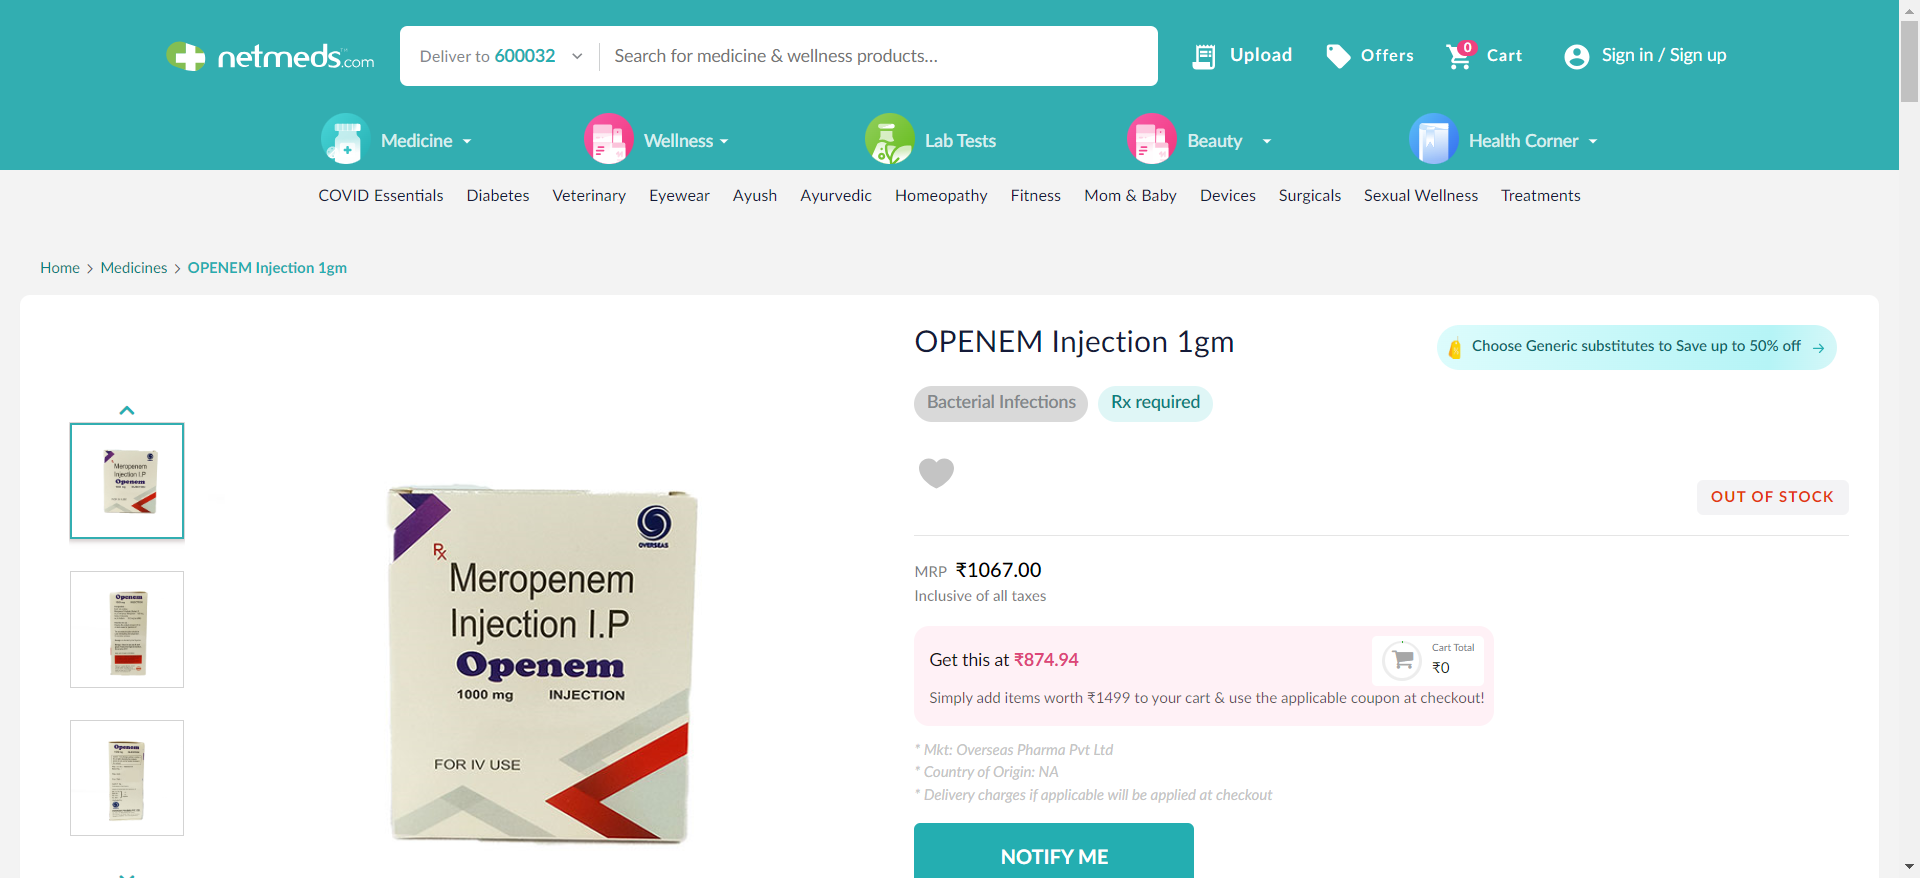 netmeds.com
Deliver to 600032
Search for medicine & wellness products...
Upload
Offers
0
Cart
Sign in / Sign up
Medicine
Wellness
Lab Tests
Beauty
Health Corner
COVID Essentials
Diabetes
Veterinary
Eyewear
Ayush
Ayurvedic
Homeopathy
Fitness
Mom & Baby
Devices
Surgicals
Sexual Wellness
Treatments
Home > Medicines > OPENEM Injection 1gm
OPENEM Injection 1gm
Choose Generic substitutes to Save up to 50% off →
Bacterial Infections
Rx required
OUT OF STOCK
MRP ₹1067.00
Inclusive of all taxes
Get this at ₹874.94
Cart Total
₹0
Simply add items worth ₹1499 to your cart & use the applicable coupon at checkout!
* Mkt: Overseas Pharma Pvt Ltd
* Country of Origin: NA
* Delivery charges if applicable will be applied at checkout
NOTIFY ME
Meropenem
Injection I.P
Openem
Openem
Openem
OVERSEAS
Rx
Meropenem
Injection I.P
Openem
1000 mg INJECTION
FOR IV USE